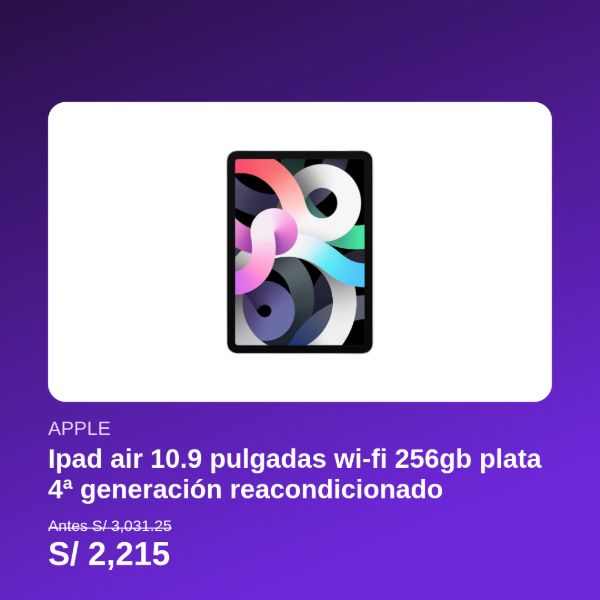 APPLE
Ipad air 10.9 pulgadas wi-fi 256gb plata
4ª generación reacondicionado
Antes S/ 3,031.25
S/ 2,215